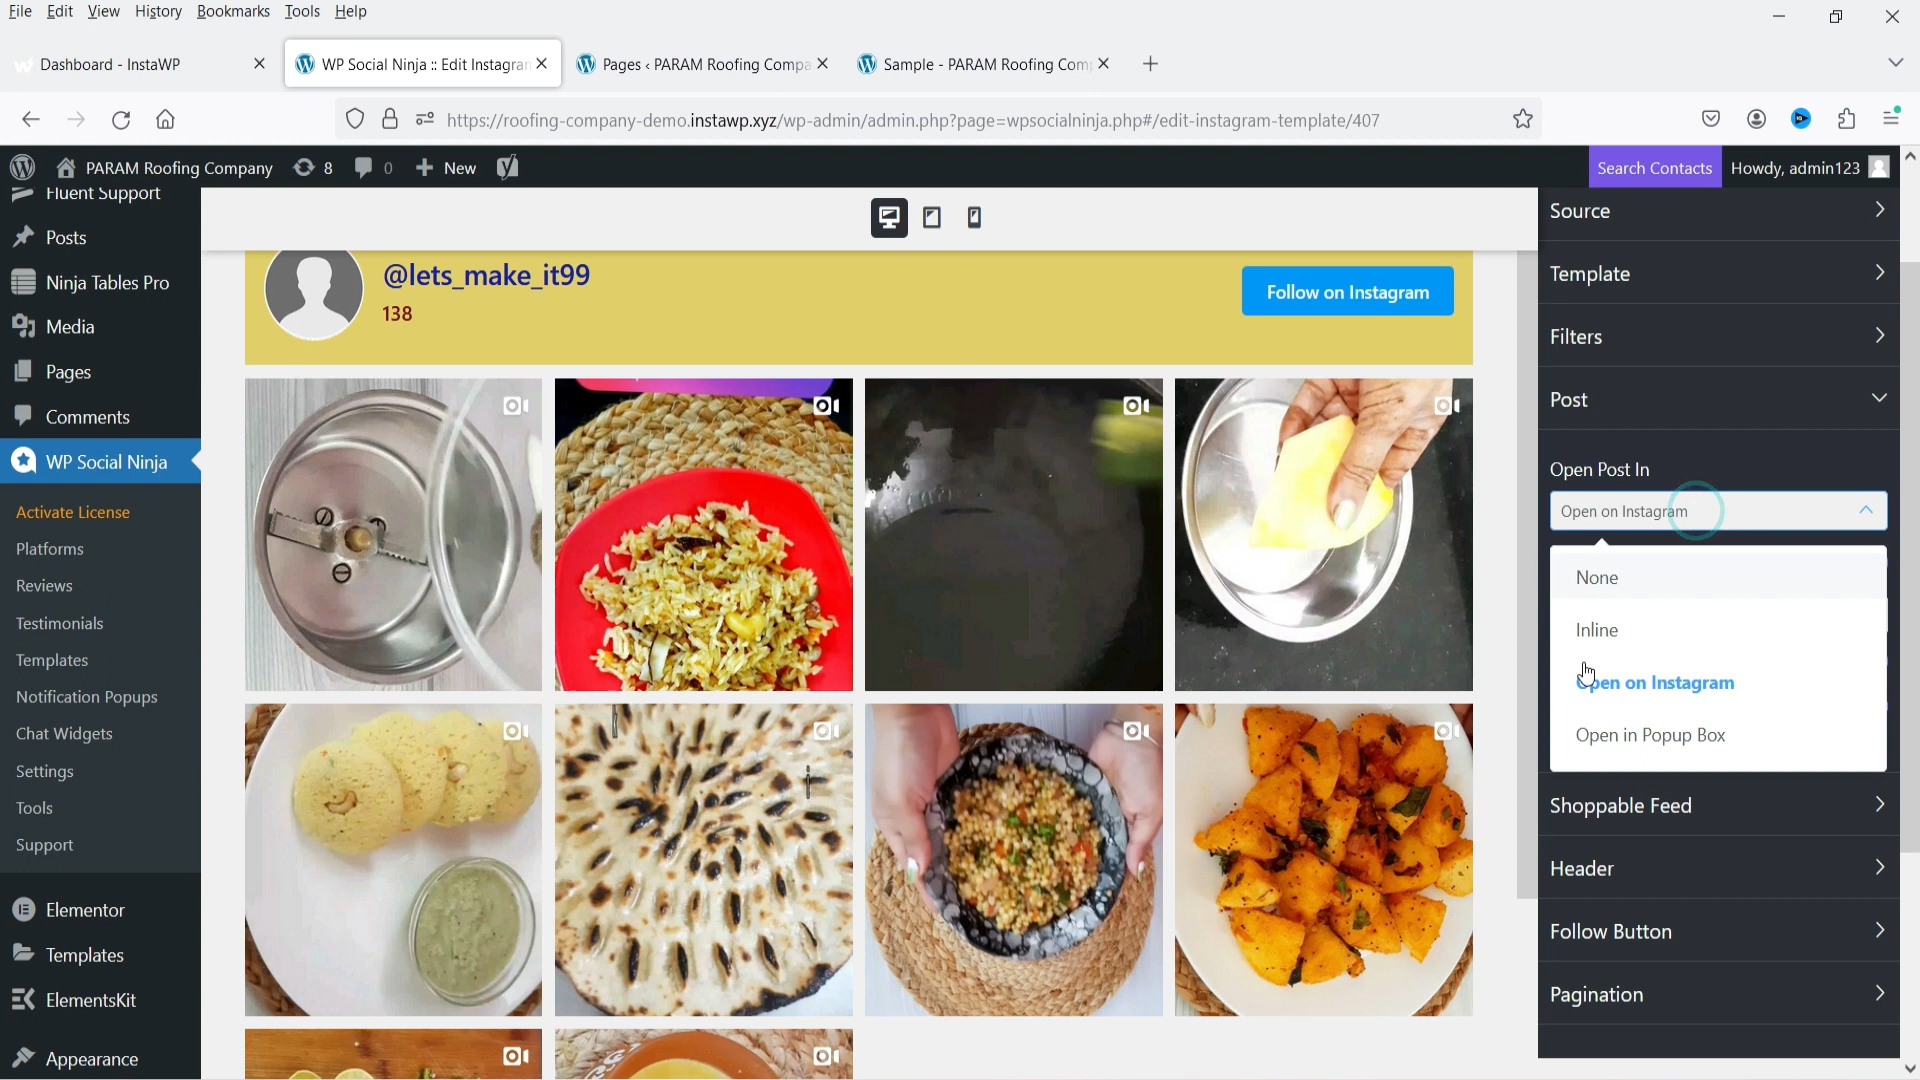 File Edit View History Bookmarks Tools Help
Dashboard - InstaWP
WP Social Ninja :: Edit Instagran
Pages ‹ PARAM Roofing Compa
Sample - PARAM Roofing Com
https://roofing-company-demo.instawp.xyz/wp-admin/admin.php?page=wpsocialninja.php#/edit-instagram-template/407
PARAM Roofing Company 8 0 New Search Contacts Howdy, admin123
Fluent Support
Posts
Ninja Tables Pro
Media
Pages
Comments
WP Social Ninja
Activate License
Platforms
Reviews
Testimonials
Templates
Notification Popups
Chat Widgets
Settings
Tools
Support
Elementor
Templates
ElementsKit
Appearance
@lets_make_it99
138
Follow on Instagram
Source
Template
Filters
Post
Open Post In
Open on Instagram
None
Inline
Open on Instagram
Open in Popup Box
Shoppable Feed
Header
Follow Button
Pagination